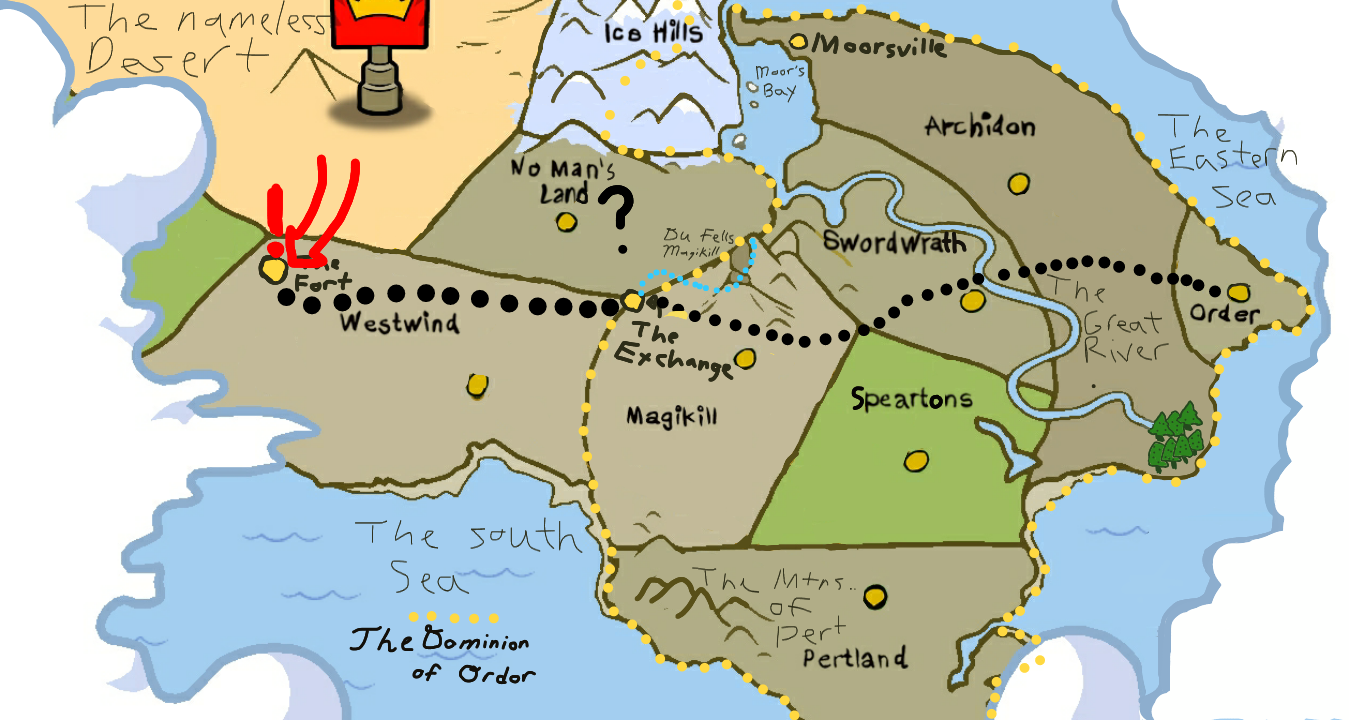 The nameless
Desert
Ice Hills
Moorsville
Moor's
Bay
Archidon
The
Eastern
Sea
No Man's
Land
?
Du Fells
Magikill
Swordwrath
!
The
Fort
Westwind
The
Exchange
The
Great
River
Order
Magikill
Speartons
The south
Sea
The Mtns..
of
Pert
Pertland
The Dominion
of Order